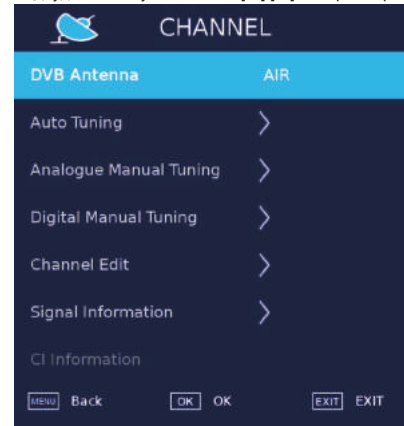 CHANNEL
DVB Antenna AIR
Auto Tuning
Analogue Manual Tuning
Digital Manual Tuning
Channel Edit
Signal Information
CI Information
MENU Back OK OK EXIT EXIT